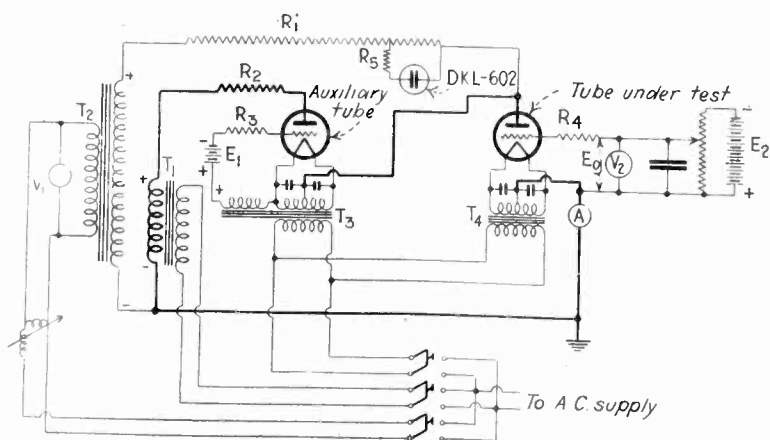 R₁
R₅
DKL-602
R₂
Auxiliary tube
Tube under test
T₂
R₃
R₄
E₁
E₂
Eg
V₁
V₂
T₁
T₃
T₄
A
To A.C. supply
+
+
-
-
+
+
-
-
+
-
+